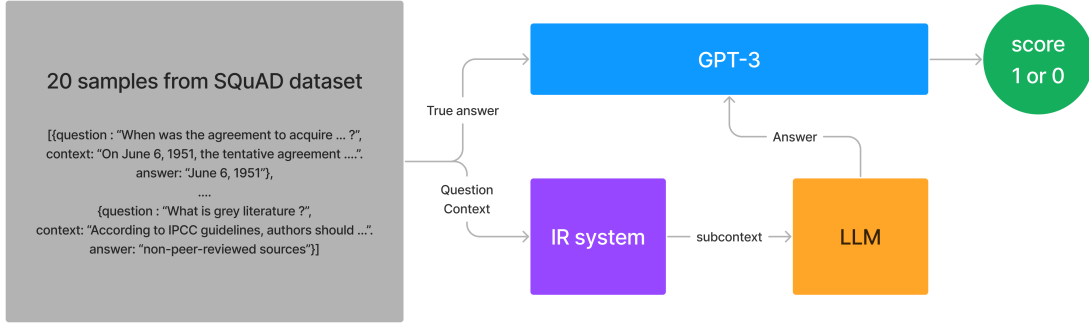 20 samples from SQuAD dataset
[{question : “When was the agreement to acquire ... ?”,
context: “On June 6, 1951, the tentative agreement ....”.
answer: “June 6, 1951”},
....
{question : “What is grey literature ?”,
context: “According to IPCC guidelines, authors should ...”.
answer: “non-peer-reviewed sources”}]
True answer
Question
Context
GPT-3
score
1 or 0
Answer
IR system
subcontext
LLM